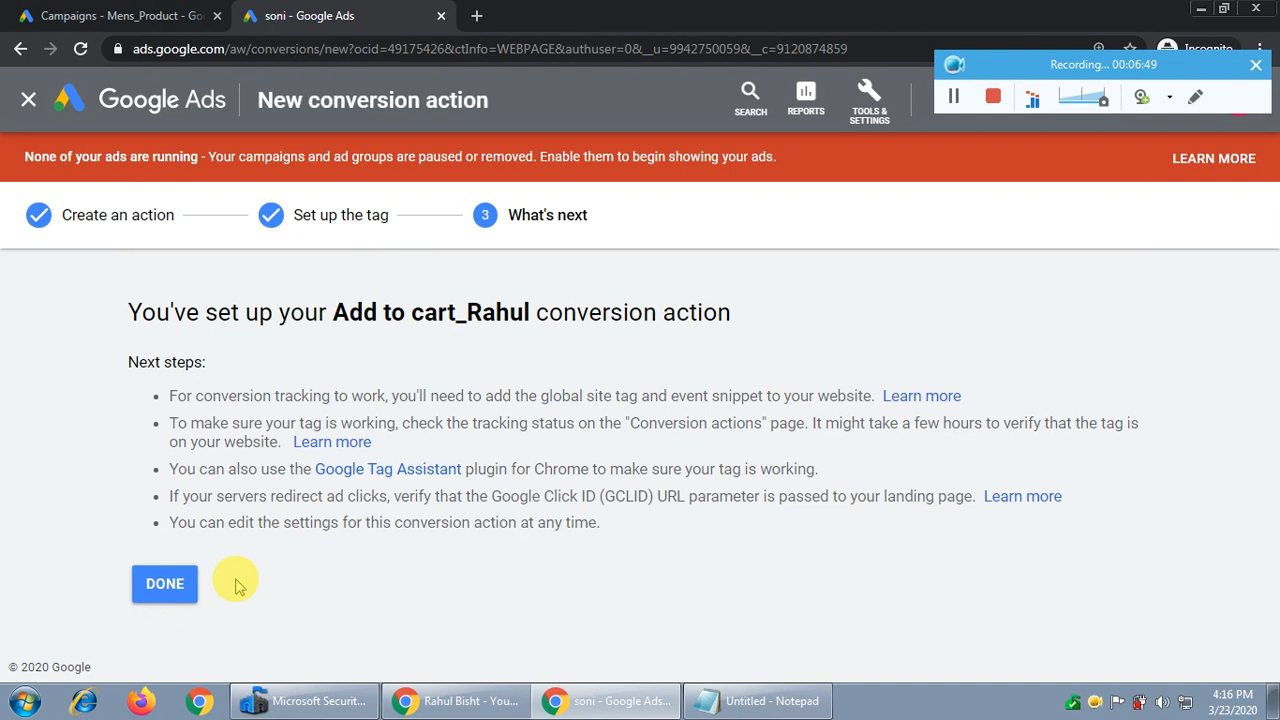 Campaigns - Mens_Product - Goo
soni - Google Ads
ads.google.com/aw/conversions/new?ocid=49175426&ctInfo=WEBPAGE&authuser=0&__u=9942750059&__c=9120874859
Incognito
Recording... 00:06:49
Google Ads
New conversion action
SEARCH
REPORTS
TOOLS &
SETTINGS
None of your ads are running - Your campaigns and ad groups are paused or removed. Enable them to begin showing your ads.
LEARN MORE
Create an action
Set up the tag
3 What's next
You've set up your Add to cart_Rahul conversion action
Next steps:
• For conversion tracking to work, you'll need to add the global site tag and event snippet to your website. Learn more
• To make sure your tag is working, check the tracking status on the "Conversion actions" page. It might take a few hours to verify that the tag is
on your website. Learn more
• You can also use the Google Tag Assistant plugin for Chrome to make sure your tag is working.
• If your servers redirect ad clicks, verify that the Google Click ID (GCLID) URL parameter is passed to your landing page. Learn more
• You can edit the settings for this conversion action at any time.
DONE
© 2020 Google
Microsoft Securit...
Rahul Bisht - You...
soni - Google Ads...
Untitled - Notepad
4:16 PM
3/23/2020